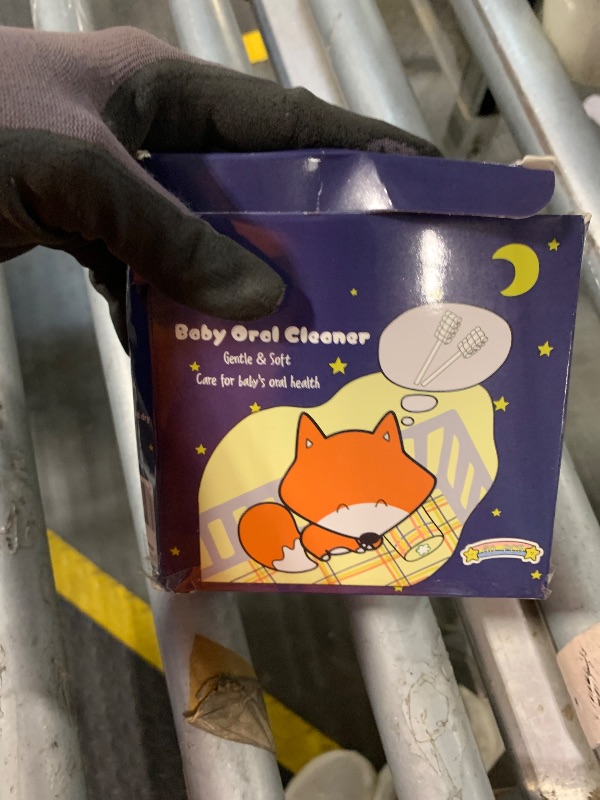 Baby Oral Cleaner
Gentle & Soft
Care for baby's oral health